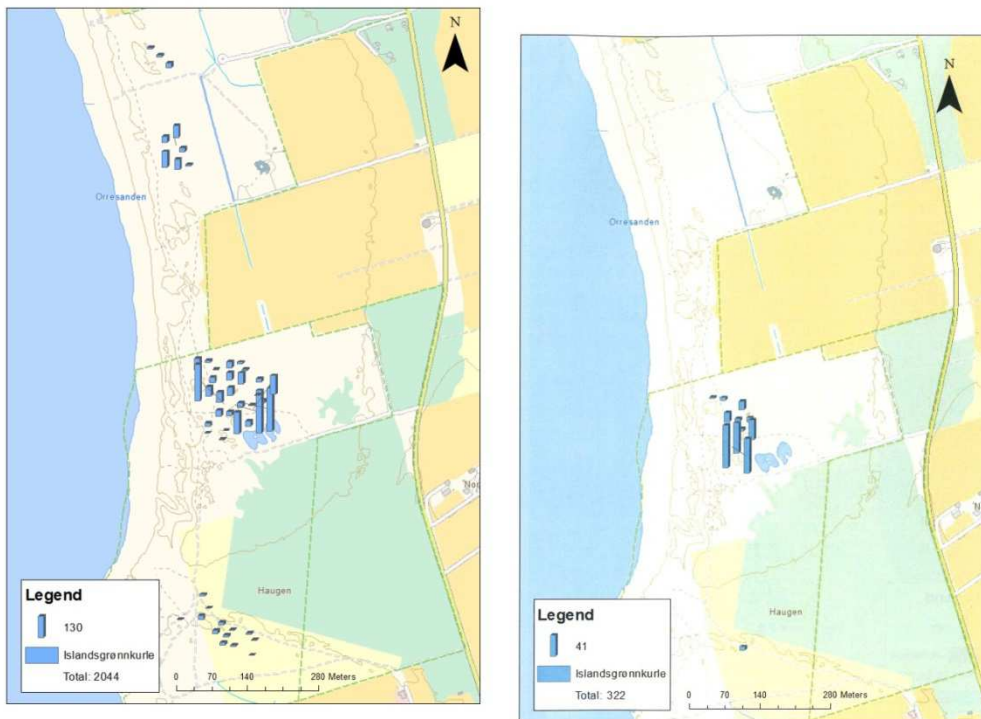 N
Orresanden
Nor
Haugen
Legend
130
Islandsgrønnkurle
Total: 2044
0 70 140 280 Meters
N
Orresanden
N
Haugen
Legend
41
Islandsgrønnkurle
Total: 322
0 70 140 280 Meters